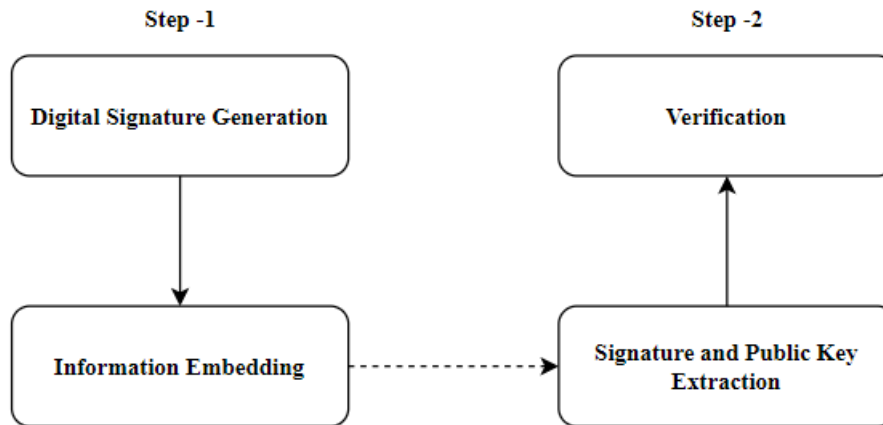 Step -1
Step -2
Digital Signature Generation
Verification
Information Embedding
Signature and Public Key
Extraction